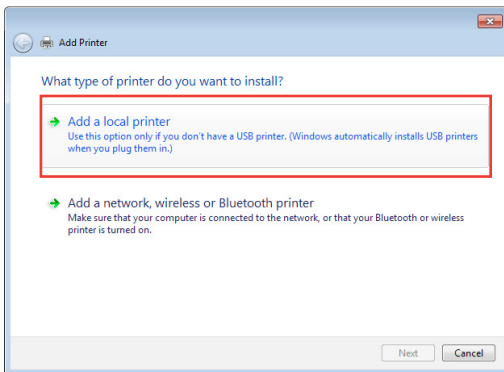 Add Printer
What type of printer do you want to install?
Add a local printer
Use this option only if you don't have a USB printer. (Windows automatically installs USB printers
when you plug them in.)
Add a network, wireless or Bluetooth printer
Make sure that your computer is connected to the network, or that your Bluetooth or wireless
printer is turned on.
Next Cancel